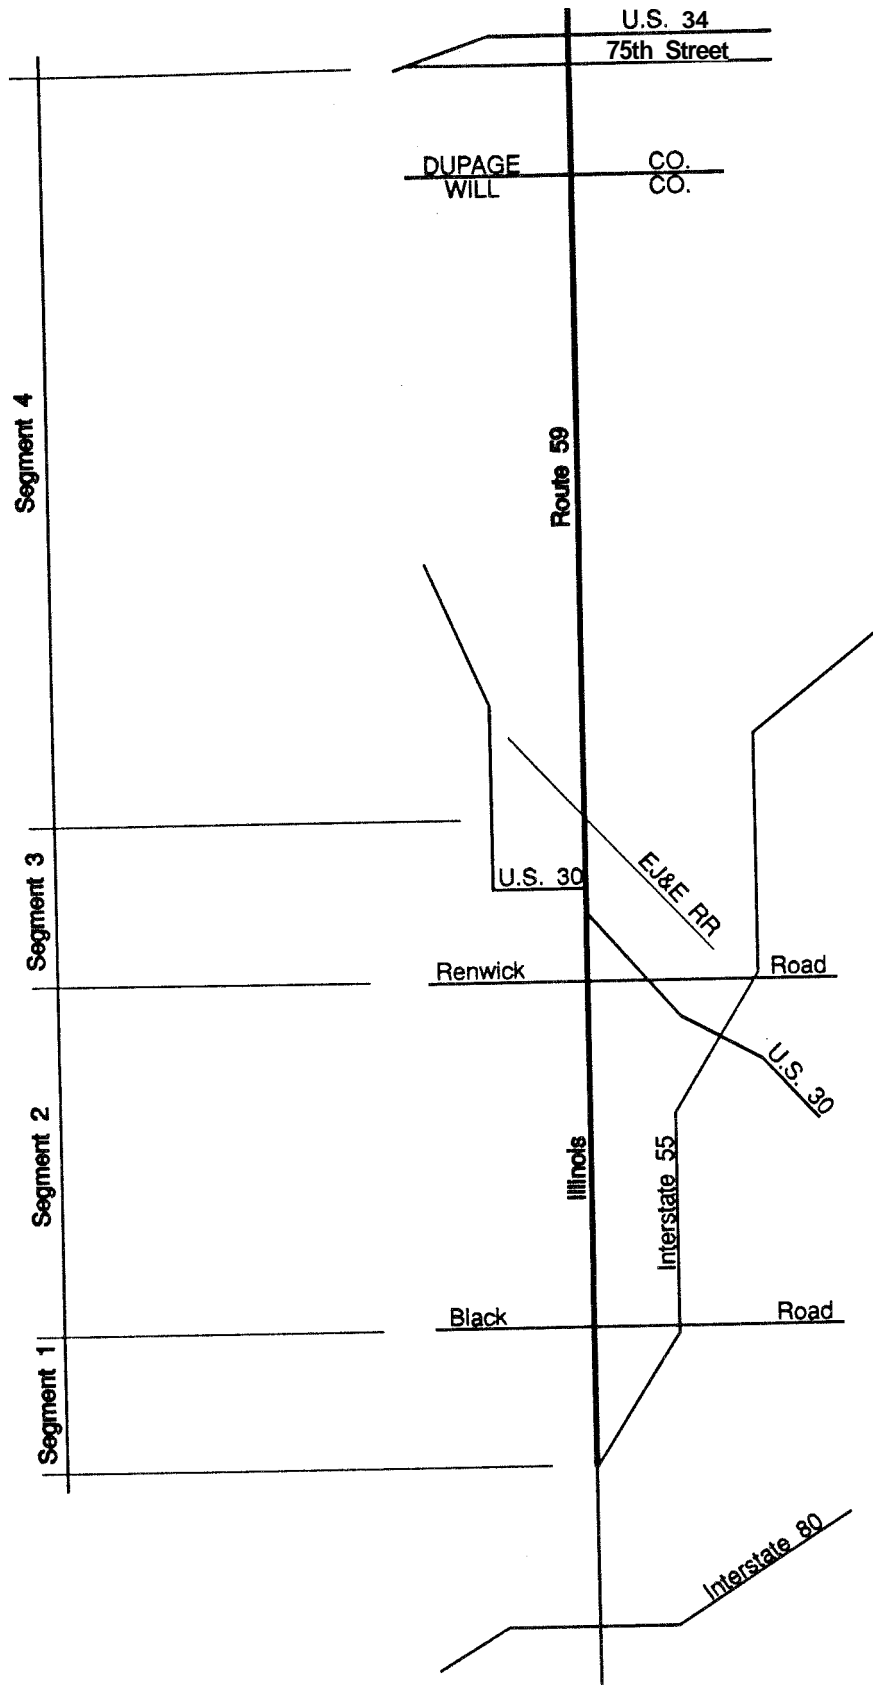 U.S. 34
75th Street
DUPAGE CO.
WILL CO.
Segment 4
Route 59
Segment 3
U.S. 30
EJ&E RR
Renwick Road
U.S. 30
Segment 2
Illinois
Interstate 55
Black Road
Segment 1
Interstate 80